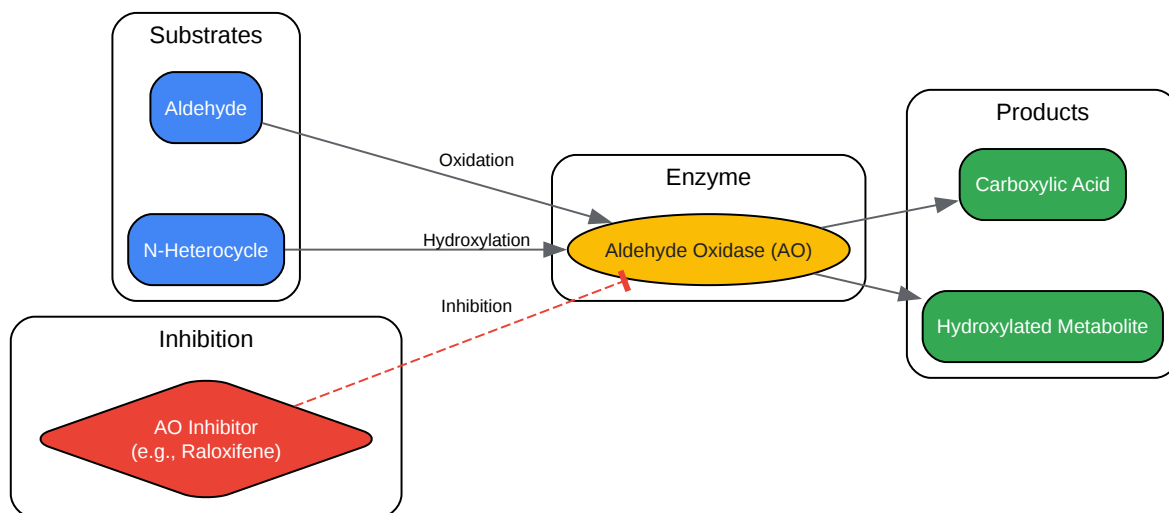 Substrates
Aldehyde
N-Heterocycle
Oxidation
Hydroxylation
Inhibition
Enzyme
Aldehyde Oxidase (AO)
Products
Carboxylic Acid
Hydroxylated Metabolite
Inhibition
AO Inhibitor
(e.g., Raloxifene)